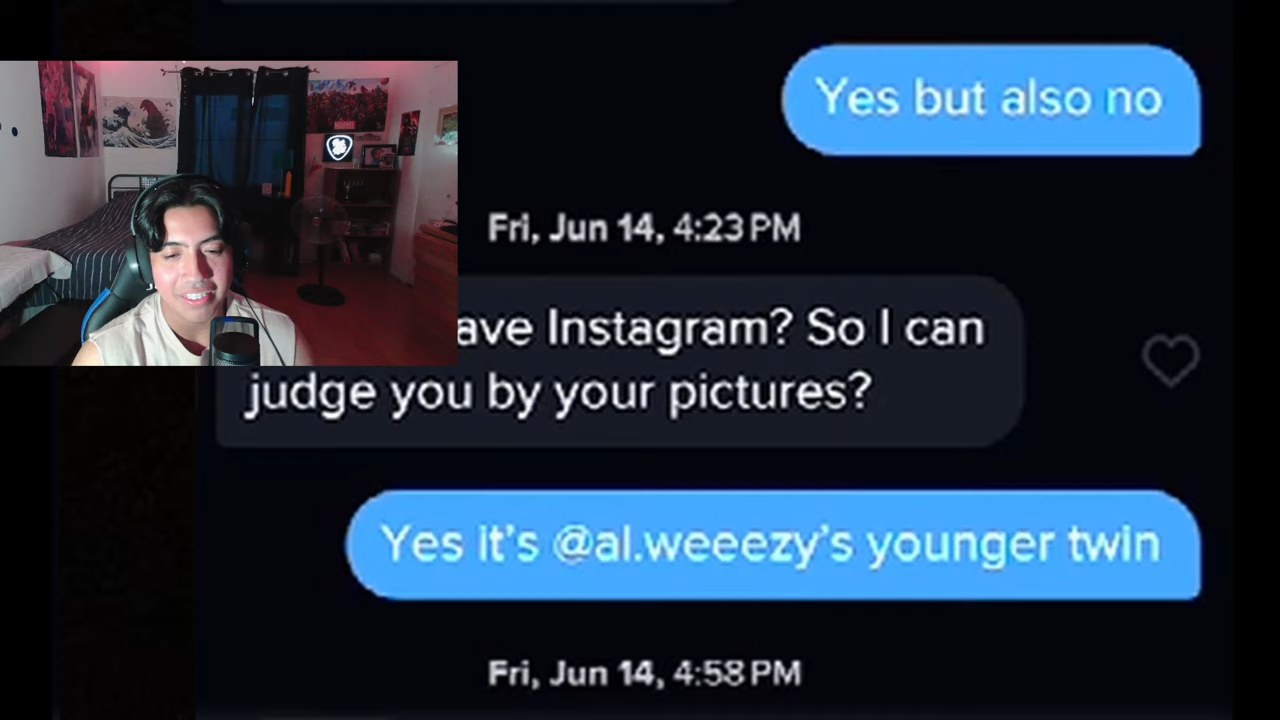 Yes but also no
Fri, Jun 14, 4:23 PM
ave Instagram? So I can
judge you by your pictures?
Yes it's @al.weeezy's younger twin
Fri, Jun 14, 4:58 PM
MARVEL